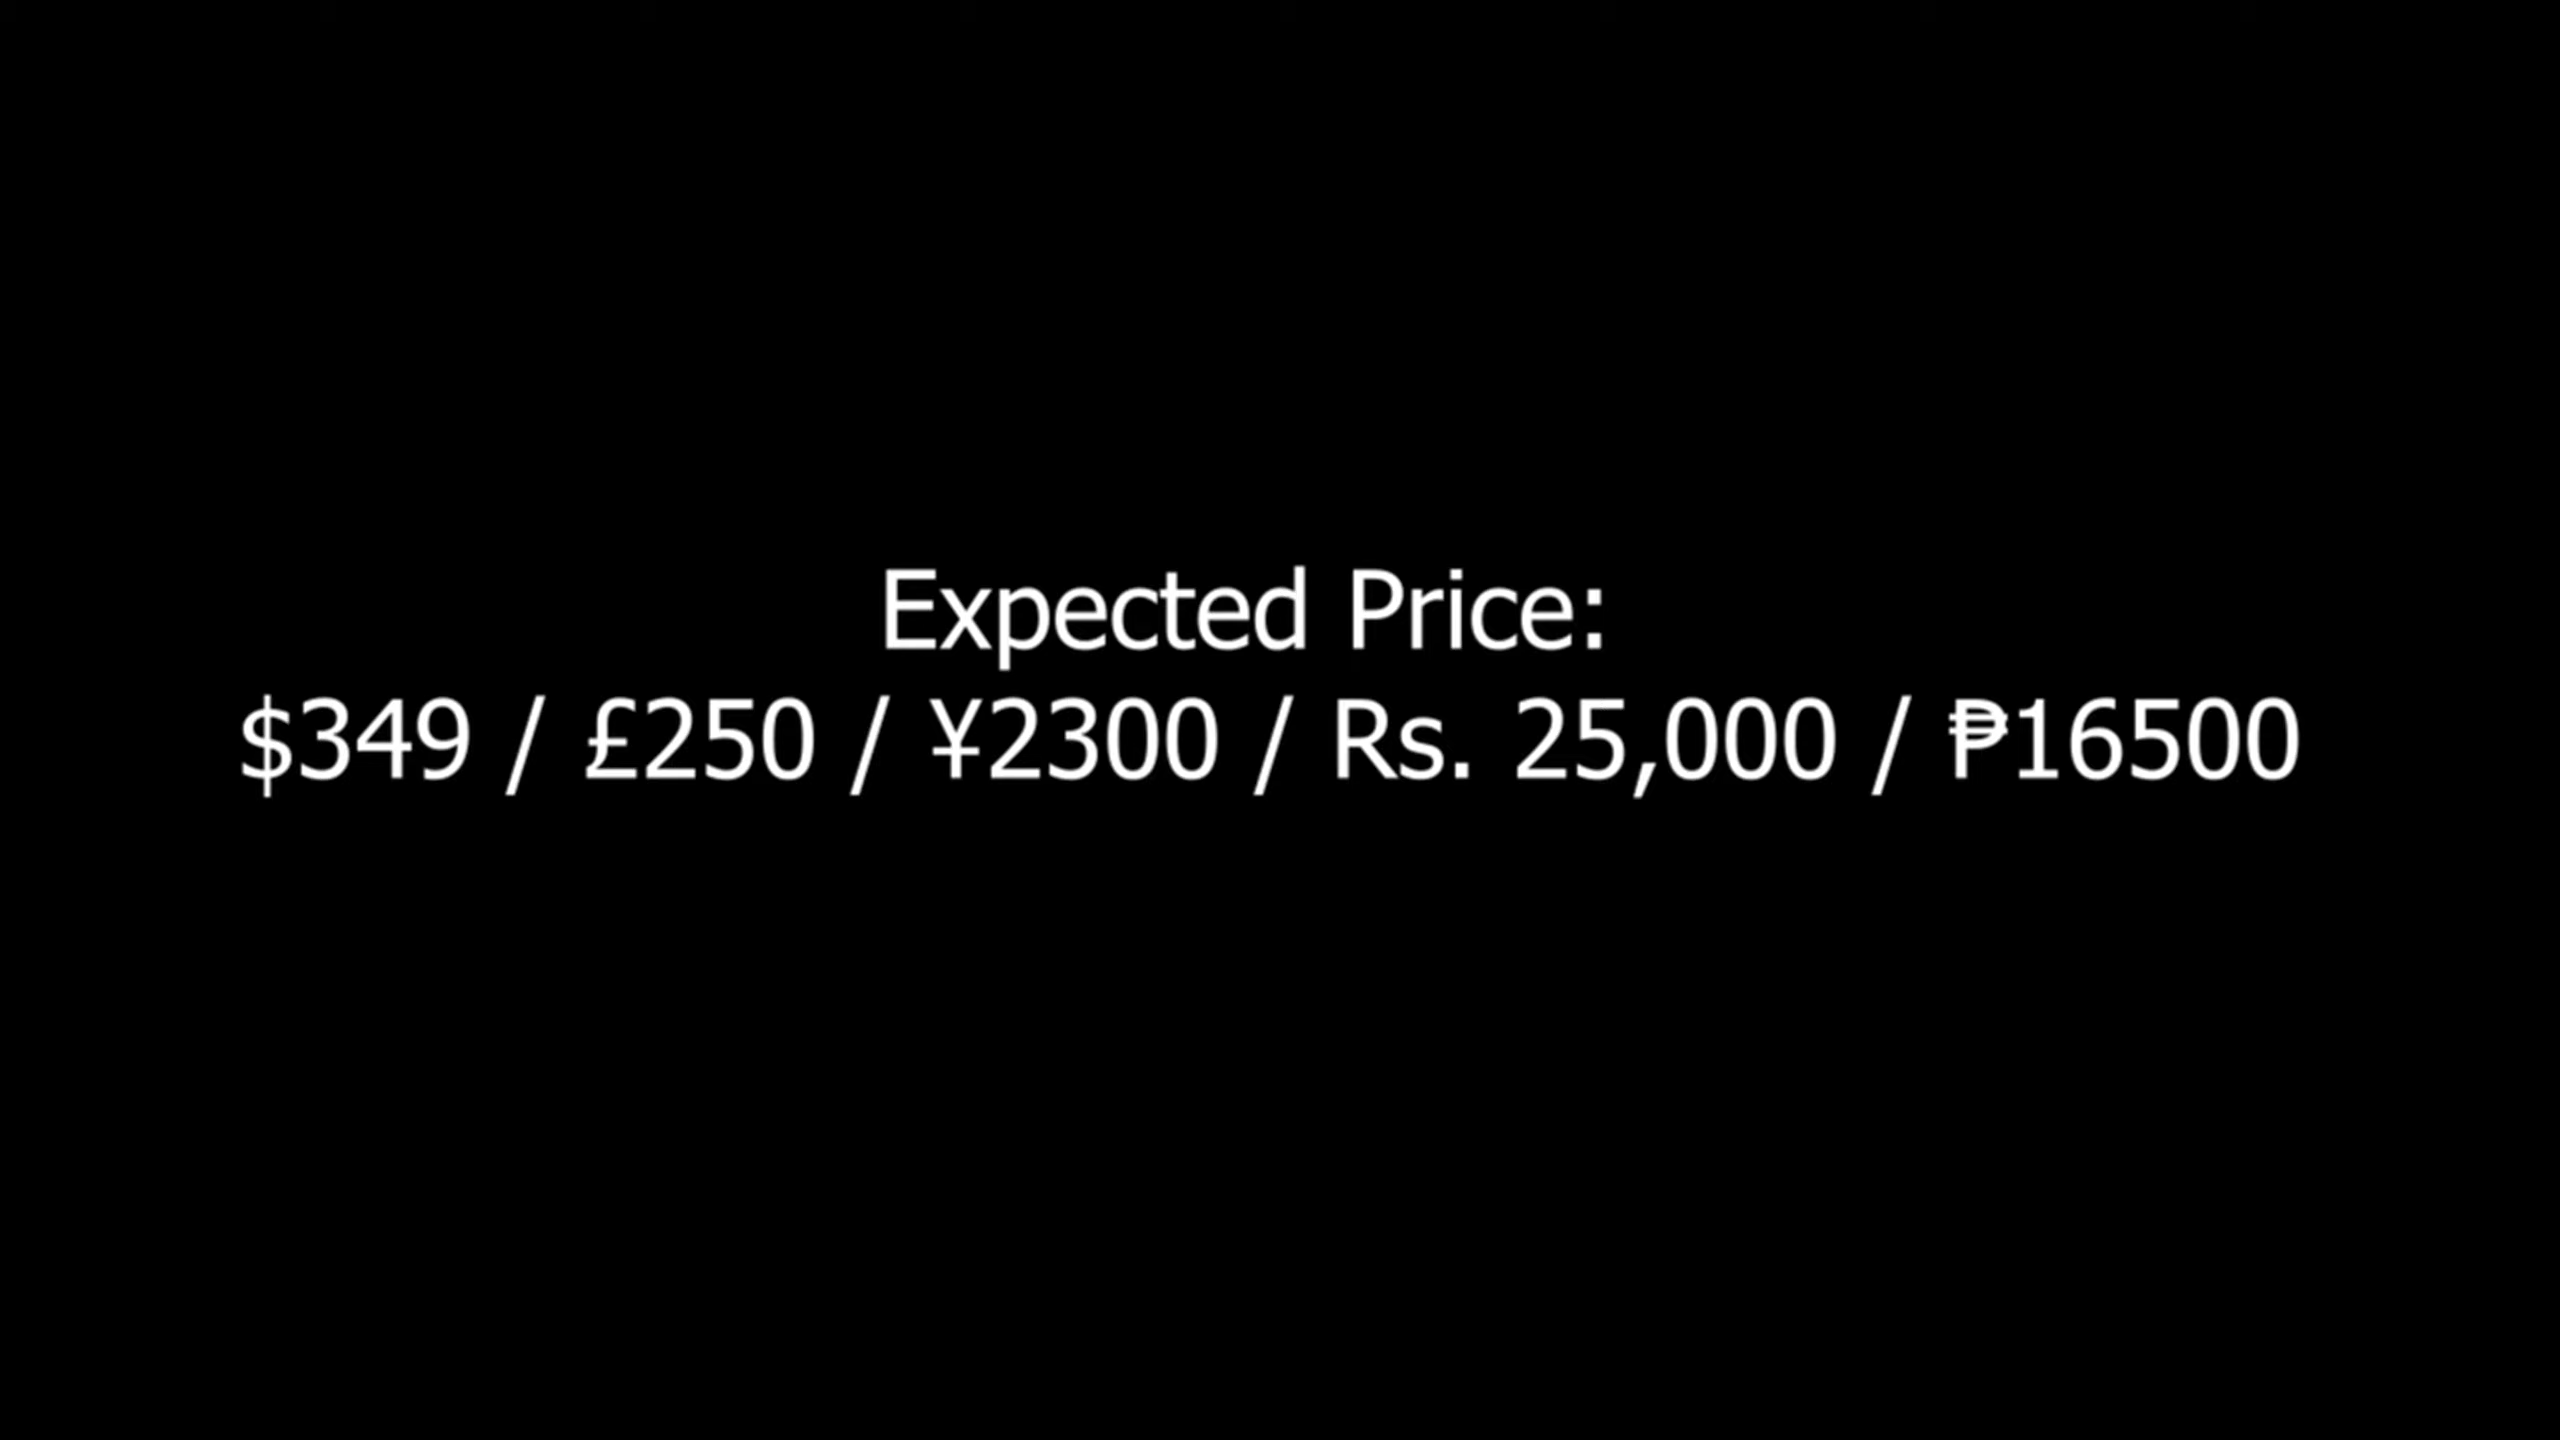 Expected Price:
$349 / £250 / ¥2300 / Rs. 25,000 / ₱16500